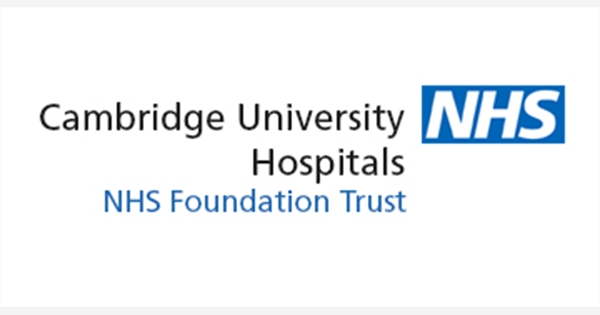 Cambridge University NHS
Hospitals
NHS Foundation Trust